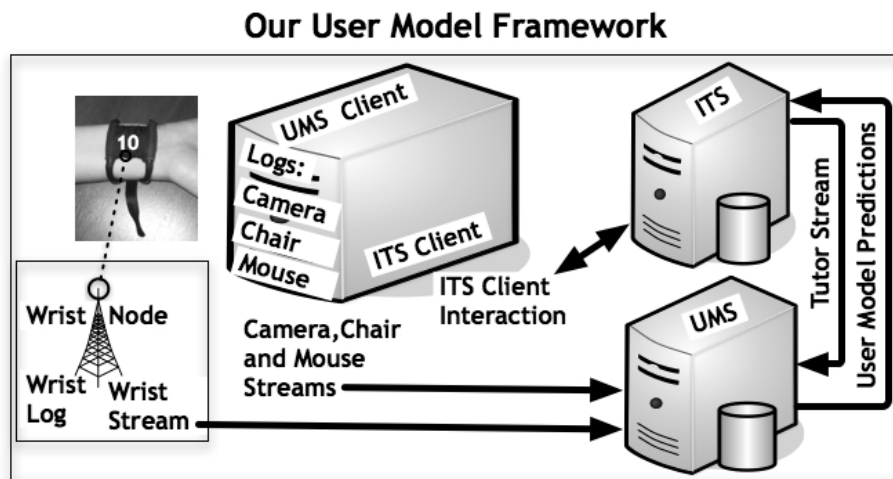 Our User Model Framework
10
UMS Client
Logs:
Camera
Chair
Mouse
ITS Client
ITS
ITS Client
Interaction
Tutor Stream
User Model Predictions
Wrist Node
Wrist
Log
Wrist
Stream
Camera,Chair
and Mouse
Streams
UMS